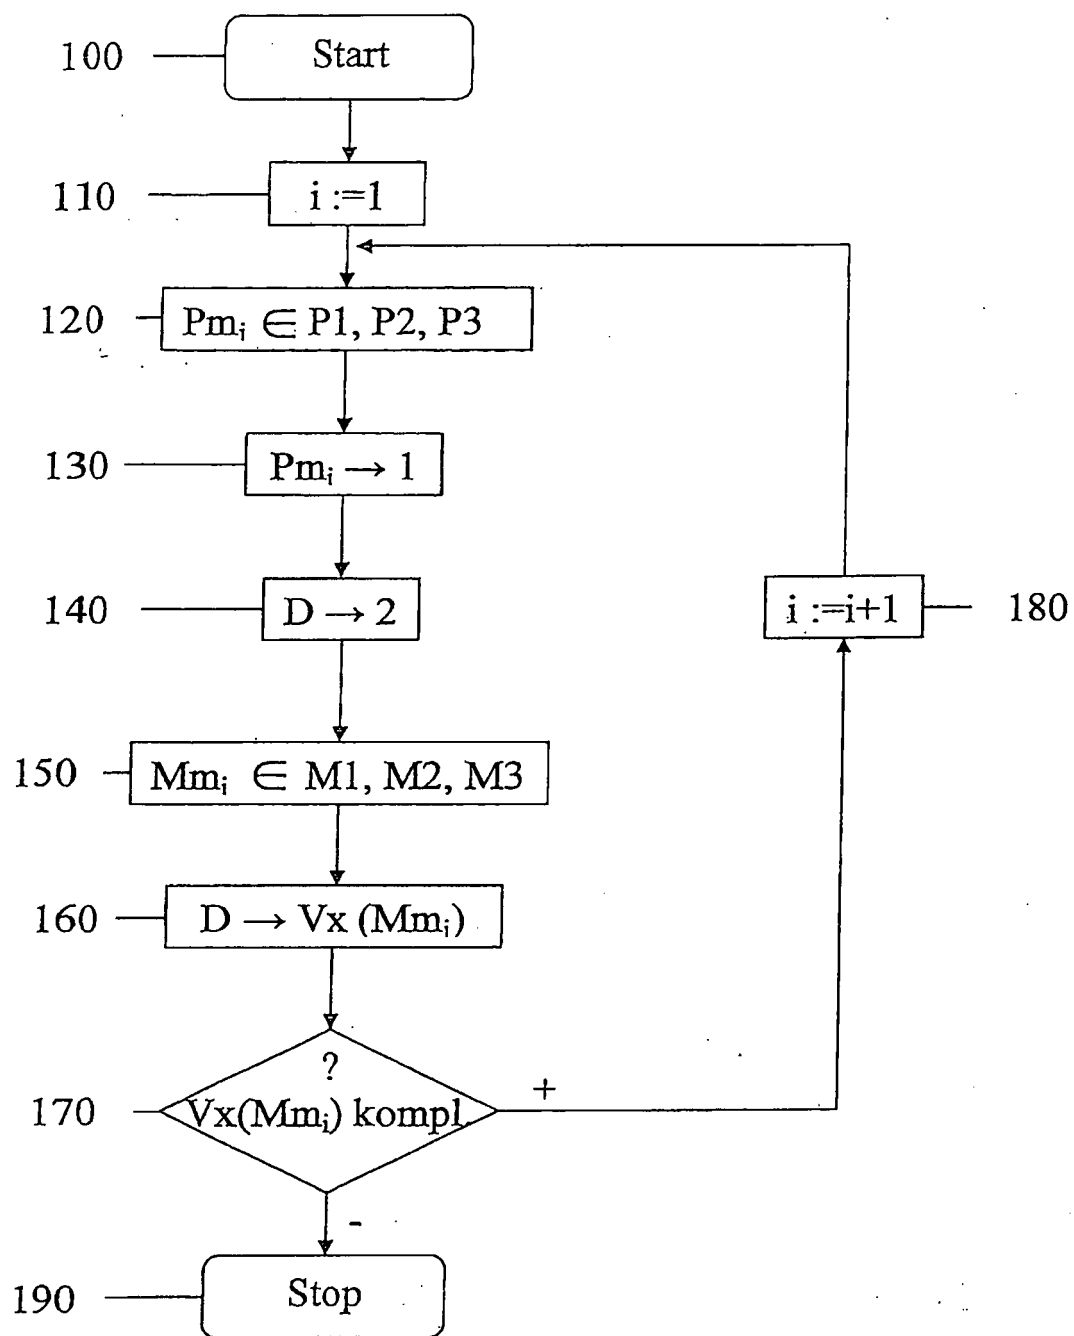 100 Start
110 i :=1
120 Pmᵢ ∈ P1, P2, P3
130 Pmᵢ → 1
140 D → 2
i :=i+1 180
150 Mmᵢ ∈ M1, M2, M3
160 D → Vx (Mmᵢ)
?
170 Vx(Mmᵢ) kompl.
+
-
190 Stop